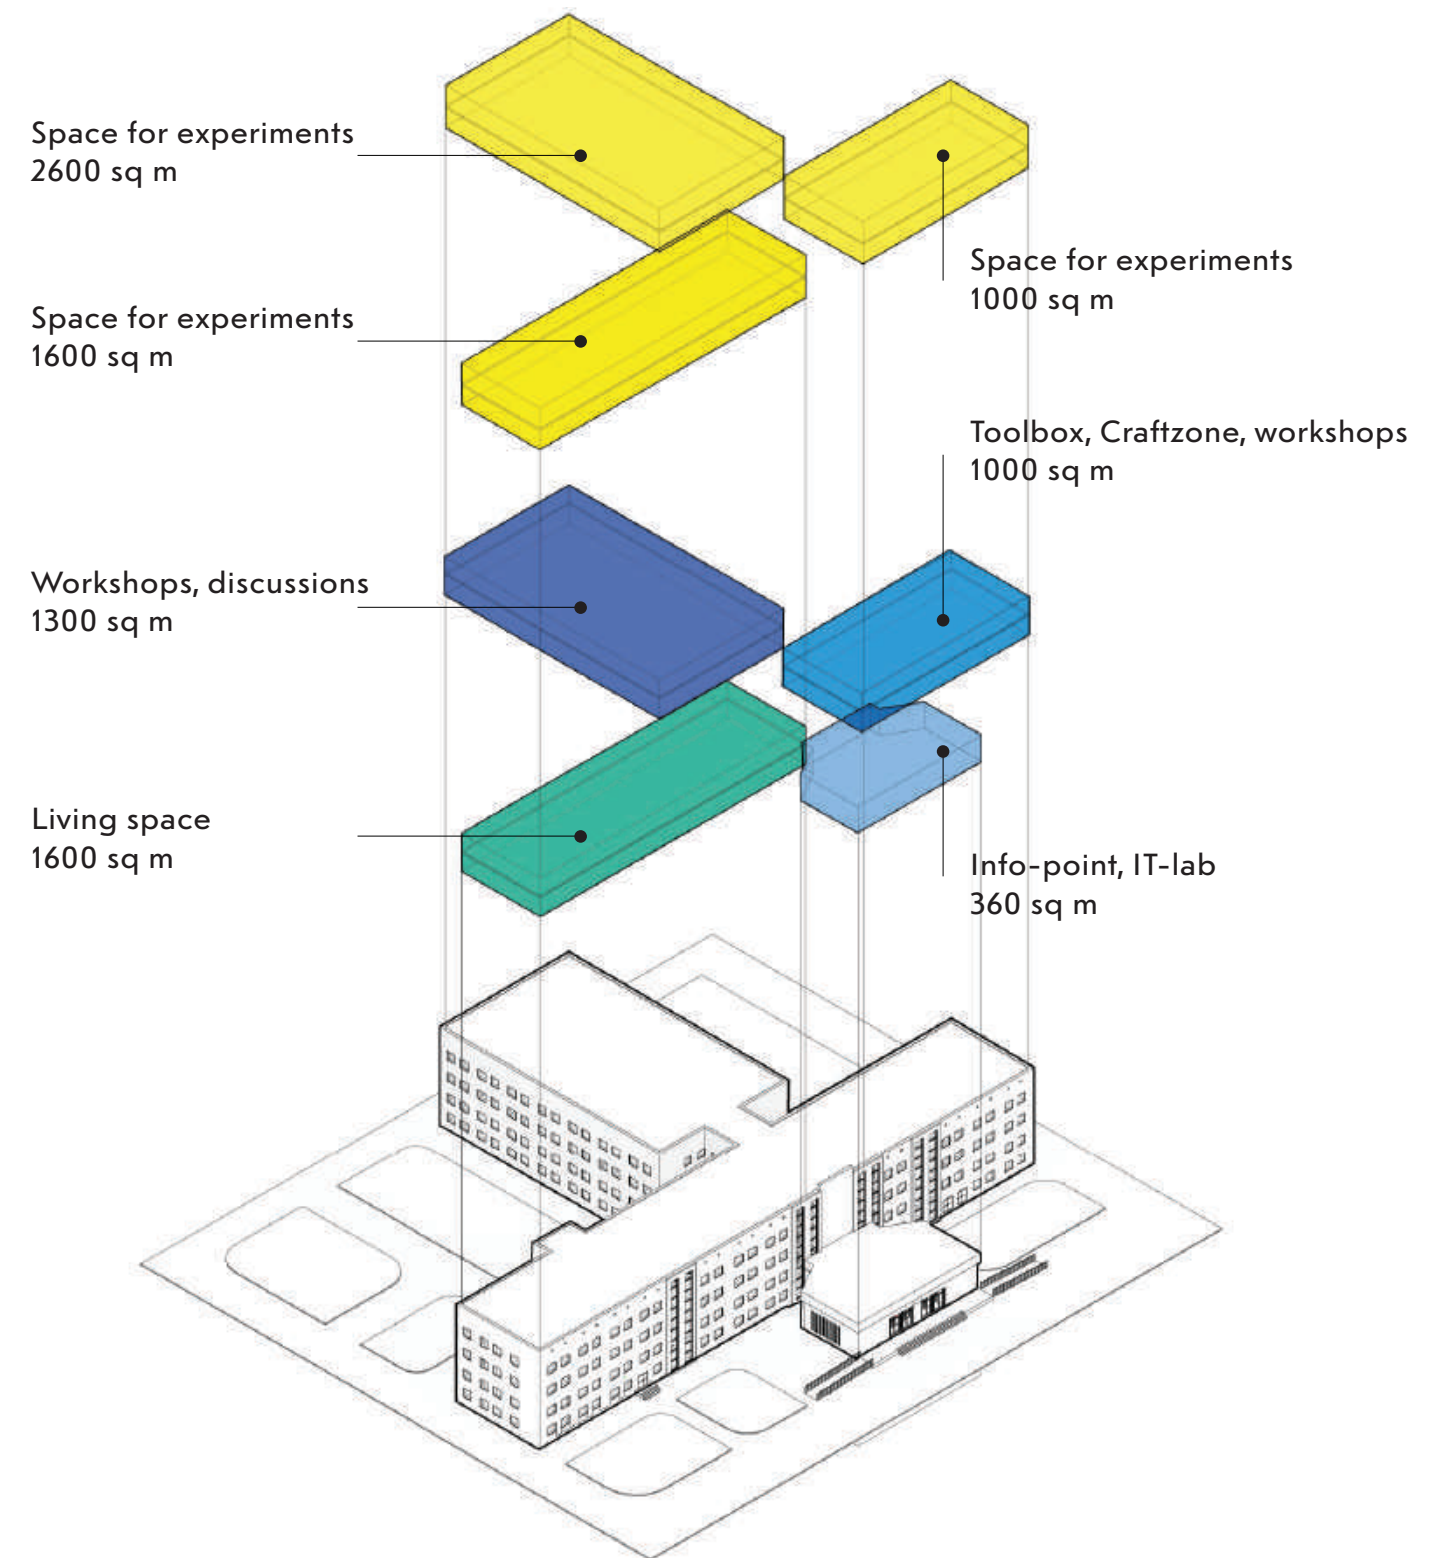 Space for experiments
2600 sq m
Space for experiments
1000 sq m
Space for experiments
1600 sq m
Toolbox, Craftzone, workshops
1000 sq m
Workshops, discussions
1300 sq m
Living space
1600 sq m
Info-point, IT-lab
360 sq m